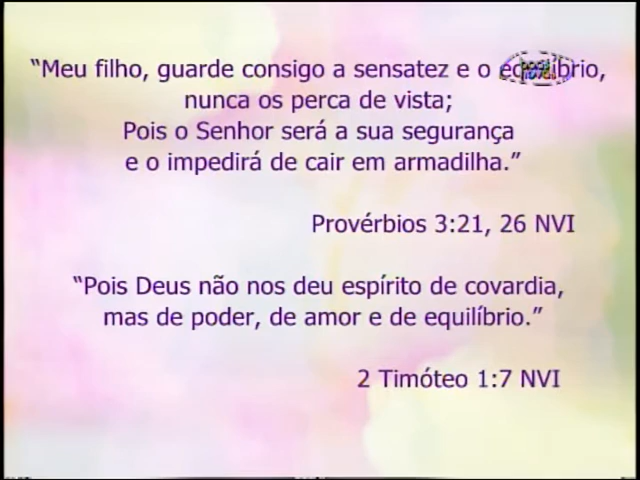 “Meu filho, guarde consigo a sensatez e o equilíbrio,
nunca os perca de vista;
Pois o Senhor será a sua segurança
e o impedirá de cair em armadilha.”
Provérbios 3:21, 26 NVI
“Pois Deus não nos deu espírito de covardia,
mas de poder, de amor e de equilíbrio.”
2 Timóteo 1:7 NVI